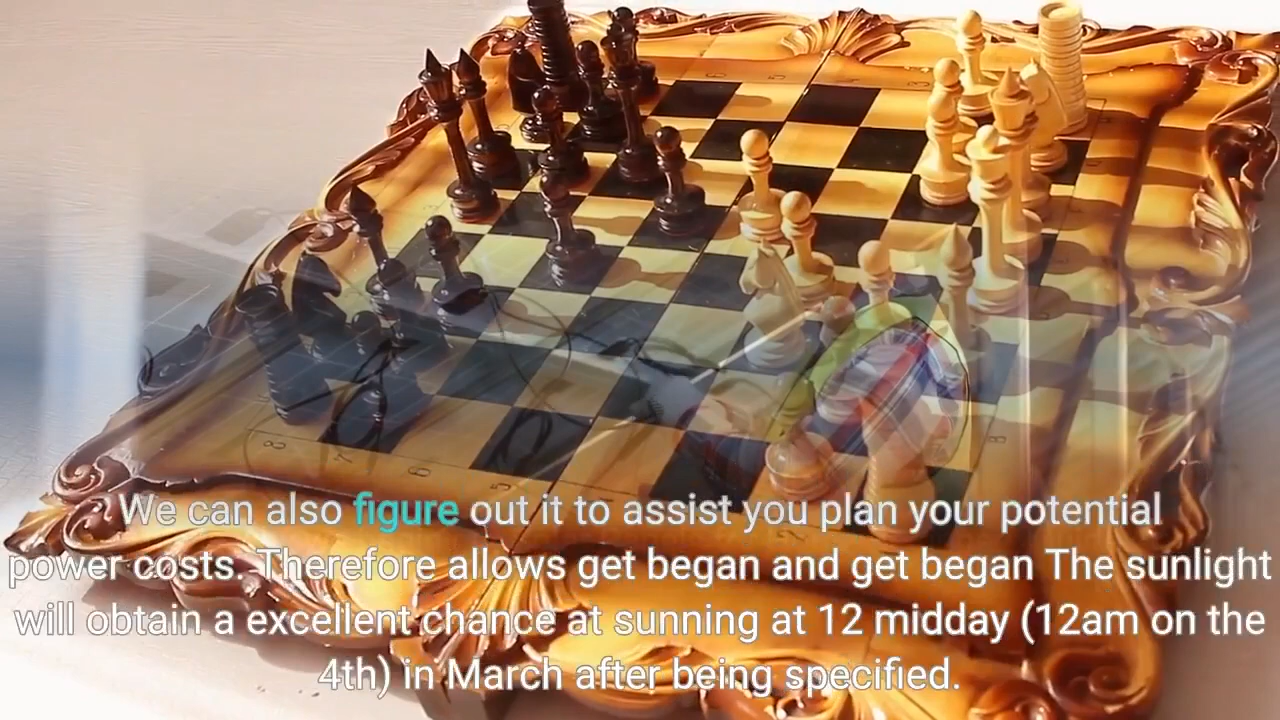 We can also figure out it to assist you plan your potential
power costs. Therefore allows get began and get began The sunlight
will obtain a excellent chance at sunning at 12 midday (12am on the
4th) in March after being specified.